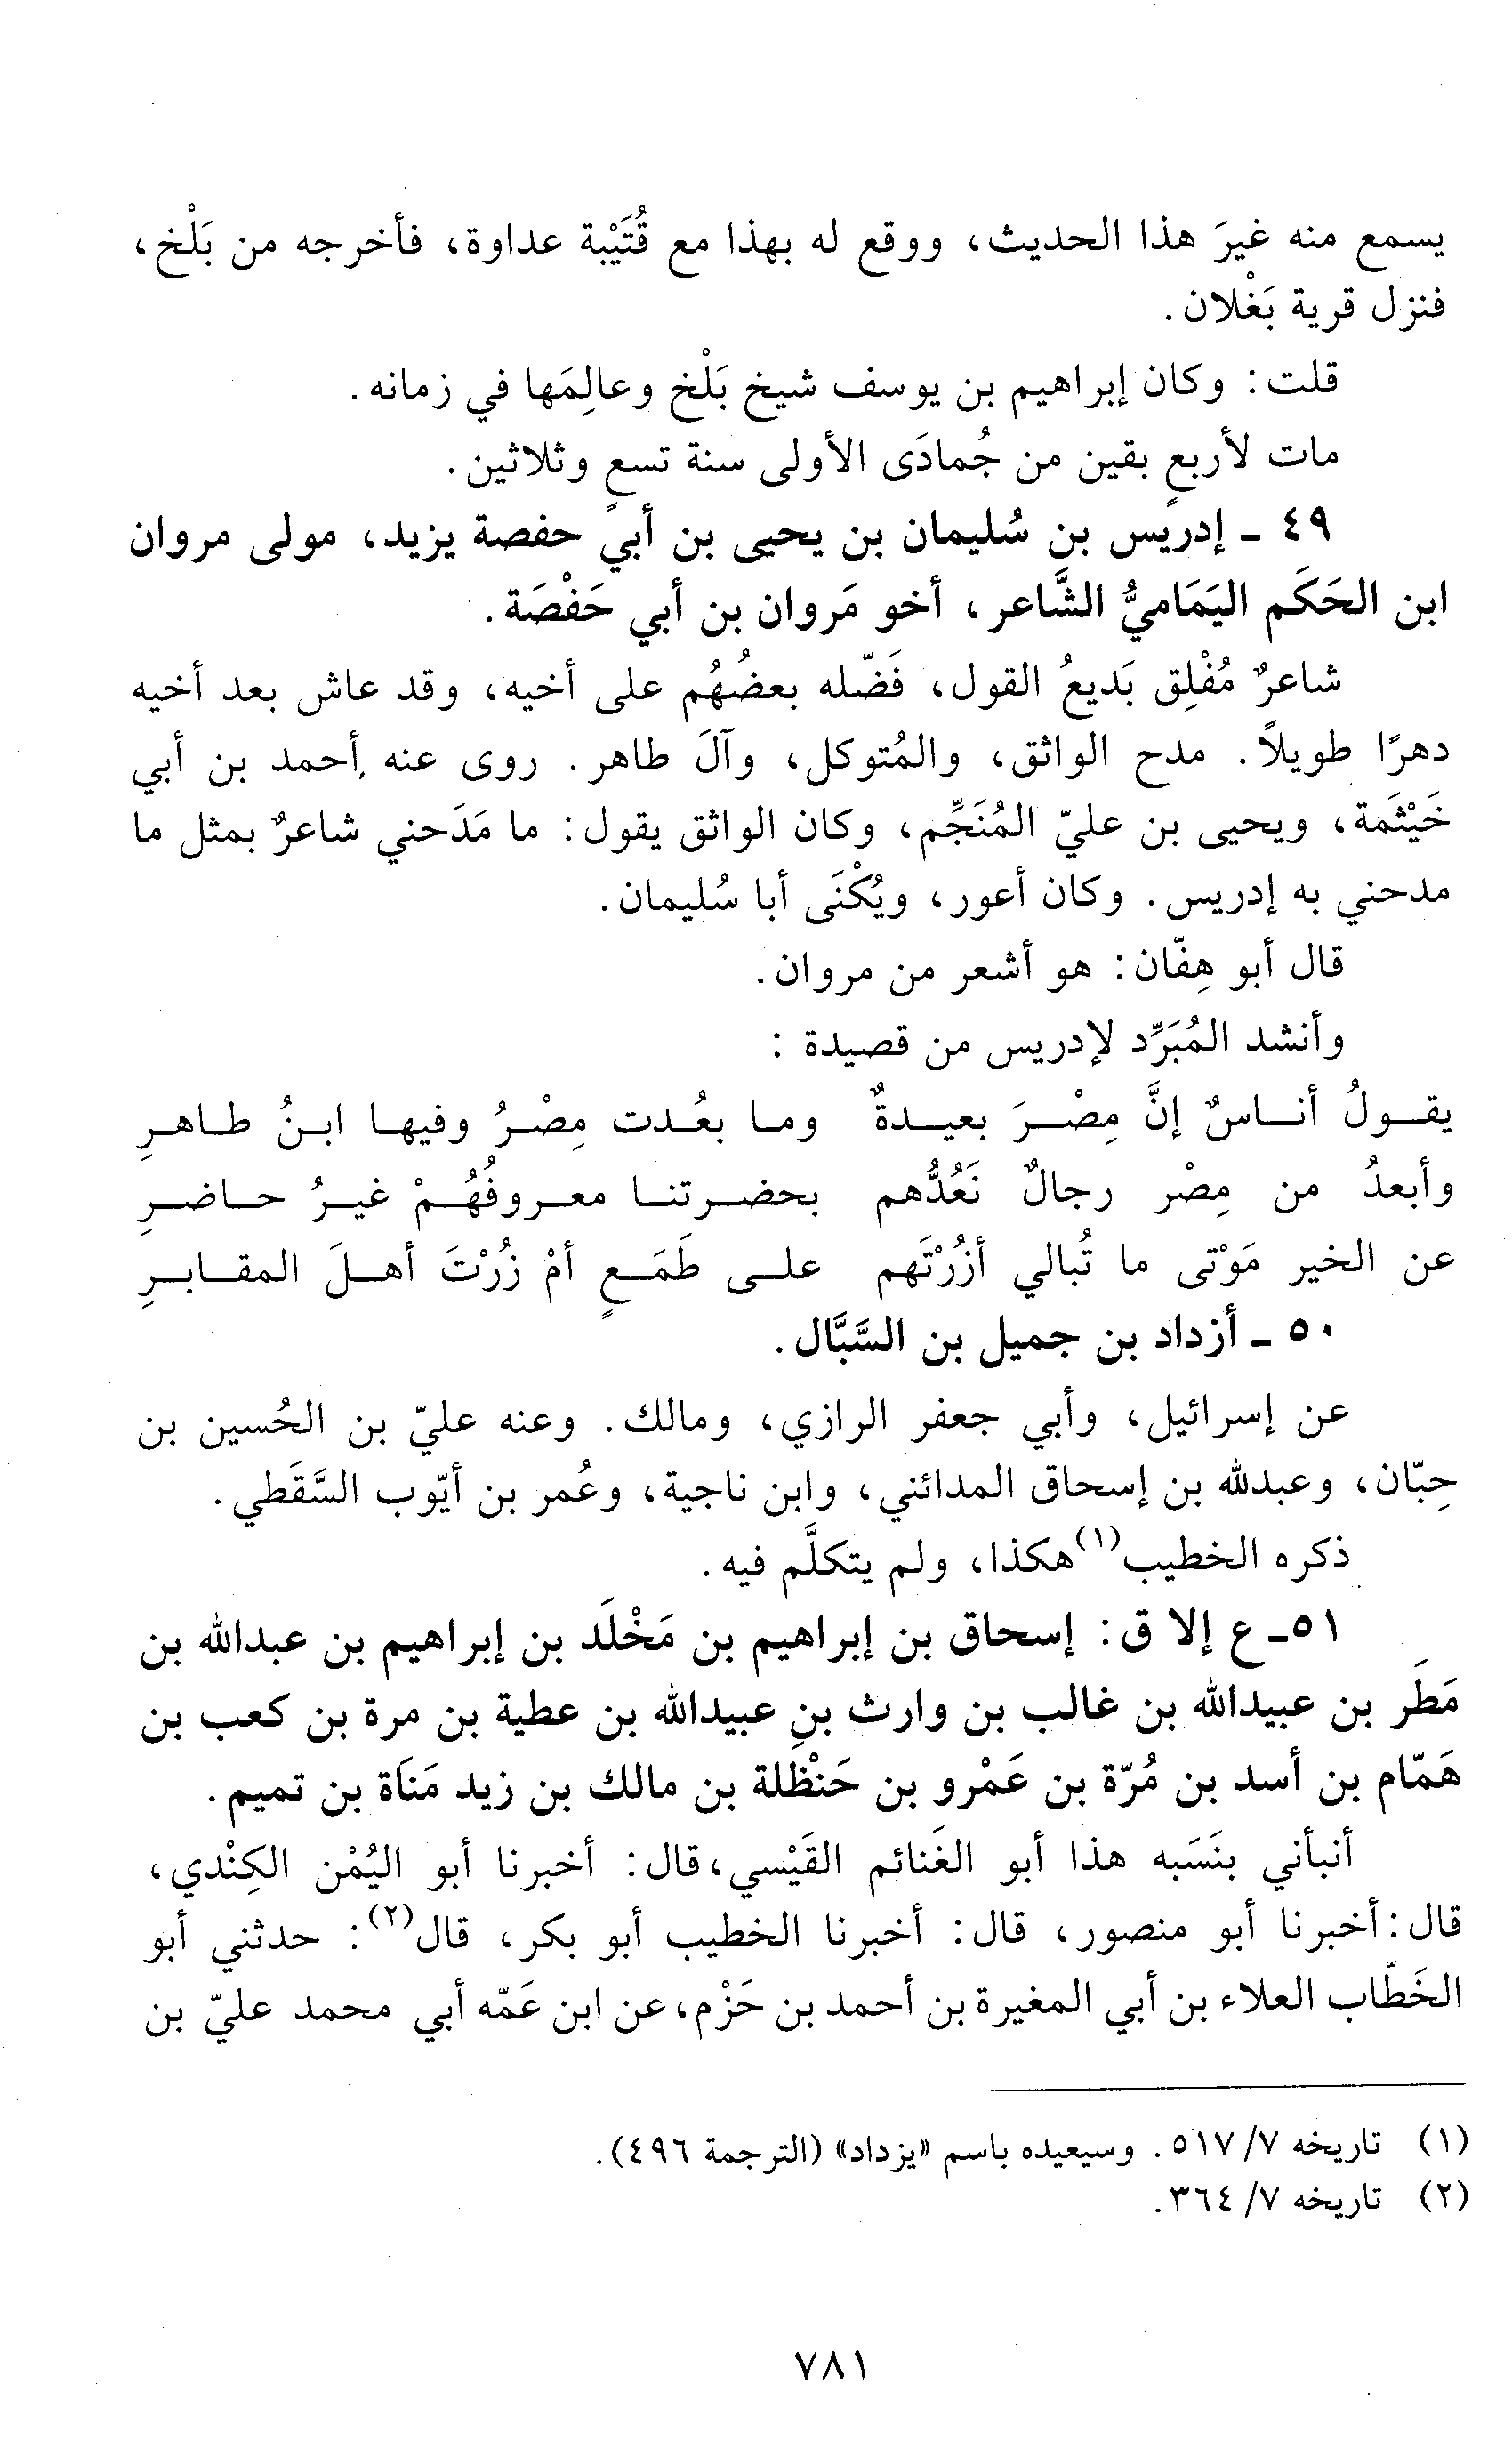 يسمع منه غيرَ هذا الحديث، ووقع له بهذا مع قُتَيْبة عداوة، فأخرجه من بَلْخ،
فنزل قرية بَغْلان.
قلت: وكان إبراهيم بن يوسف شيخ بَلْخ وعالِمَها في زمانه.
مات لأربعٍ بقين من جُمادَى الأولى سنة تسعٍ وثلاثين.
٤٩ - إدريس بن سُليمان بن يحيى بن أبي حفصة يزيد، مولى مروان
ابن الحَكَم اليَمَاميُّ الشَّاعر، أخو مَروان بن أبي حَفْصَة.
شاعرٌ مُفْلِق بَديعُ القول، فَضّله بعضُهُم على أخيه، وقد عاش بعد أخيه
دهرًا طويلاً. مدح الواثق، والمُتوكل، وآلَ طاهر. روى عنه أحمد بن أبي
خَيْثَمة، ويحيى بن عليّ المُنَجِّم، وكان الواثق يقول: ما مَدَحني شاعرٌ بمثل ما
مدحني به إدريس. وكان أعور، ويُكْنَى أبا سُليمان.
قال أبو هِفّان: هو أشعر من مروان.
وأنشد المُبَرِّد لإدريس من قصيدة :
يقولُ أناسٌ إنَّ مِصْرَ بعيدةٌ وما بعُدت مِصْرُ وفيها ابنُ طاهرِ
وأبعدُ من مِصْر رجالٌ نَعُدُّهم بحضرتنا معروفُهُمْ غيرُ حاضرِ
عن الخير مَوْتى ما تُبالي أزُرْتَهم على طَمَعٍ أمْ زُرْتَ أهلَ المقابرِ
٥٠ - أزداد بن جميل بن السَّبَّال.
عن إسرائيل، وأبي جعفر الرازي، ومالك. وعنه عليّ بن الحُسين بن
حِبّان، وعبدالله بن إسحاق المدائني، وابن ناجية، وعُمر بن أيّوب السَّقَطي.
ذكره الخطيب(١) هكذا، ولم يتكلَّم فيه.
٥١- ع إلا ق: إسحاق بن إبراهيم بن مَخْلَد بن إبراهيم بن عبدالله بن
مَطَر بن عبيدالله بن غالب بن وارث بنِ عبيدالله بن عطية بن مرة بن كعب بن
هَمّام بن أسد بن مُرّة بن عَمْرو بن حَنْظَلة بن مالك بن زيد مَنَاة بن تميم.
أنبأني بنَسَبه هذا أبو الغَنائم القَيْسي، قال: أخبرنا أبو اليُمْن الكِنْدي،
قال: أخبرنا أبو منصور، قال: أخبرنا الخطيب أبو بكر، قال(٢): حدثني أبو
الخَطّاب العلاء بن أبي المغيرة بن أحمد بن حَزْم، عن ابن عَمّه أبي محمد عليّ بن
(١) تاريخه ٧/ ٥١٧. وسيعيده باسم «يزداد» (الترجمة ٤٩٦).
(٢) تاريخه ٧/ ٣٦٤.
٧٨١